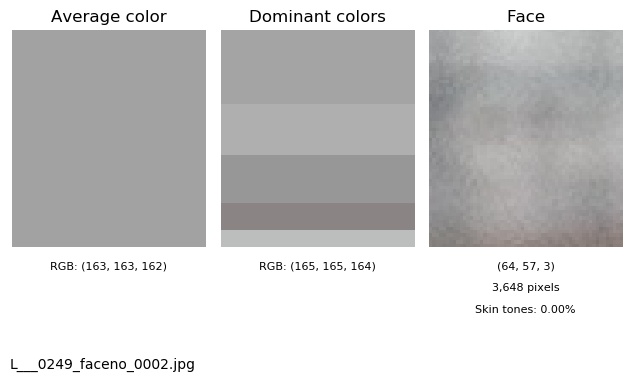 Average color
Dominant colors
Face
RGB: (163, 163, 162)
RGB: (165, 165, 164)
(64, 57, 3)
3,648 pixels
Skin tones: 0.00%
L___0249_faceno_0002.jpg